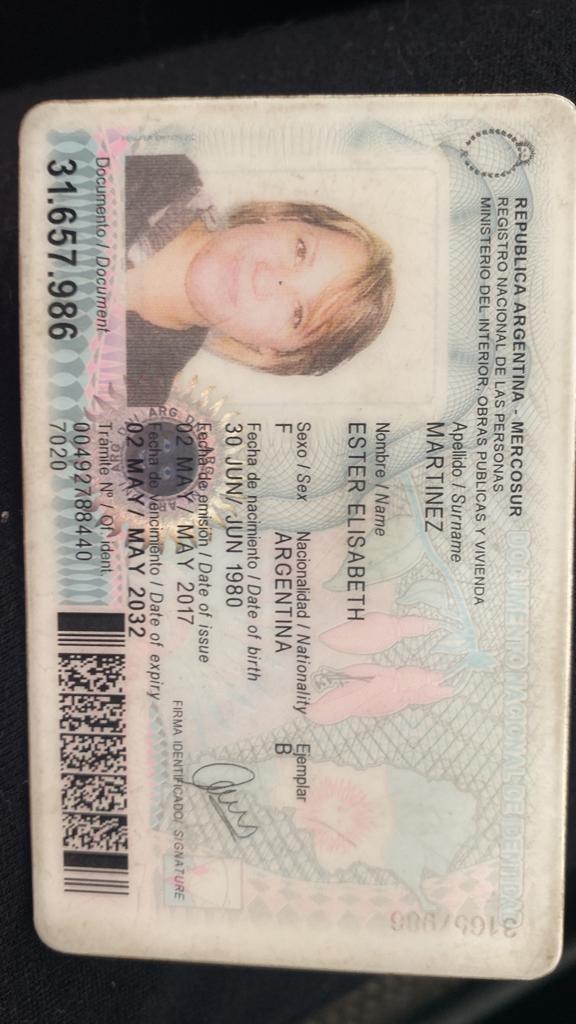 REPUBLICA ARGENTINA - MERCOSUR
REGISTRO NACIONAL DE LAS PERSONAS
MINISTERIO DEL INTERIOR, OBRAS PUBLICAS Y VIVIENDA
DOCUMENTO NACIONAL DE IDENTIDAD
Apellido / Surname
MARTINEZ
Nombre / Name
ESTER ELISABETH
Sexo / Sex Nacionalidad / Nationality Ejemplar
F ARGENTINA B
Fecha de nacimiento / Date of birth
30 JUN/ JUN 1980
Fecha de emisión / Date of issue
02 MAY/ MAY 2017
Fecha de vencimiento / Date of expiry
02 MAY/ MAY 2032
FIRMA IDENTIFICADO/ SIGNATURE
Documento / Document
31.657.986
Tramite N° / Of. ident.
00492788440
7020
31657986